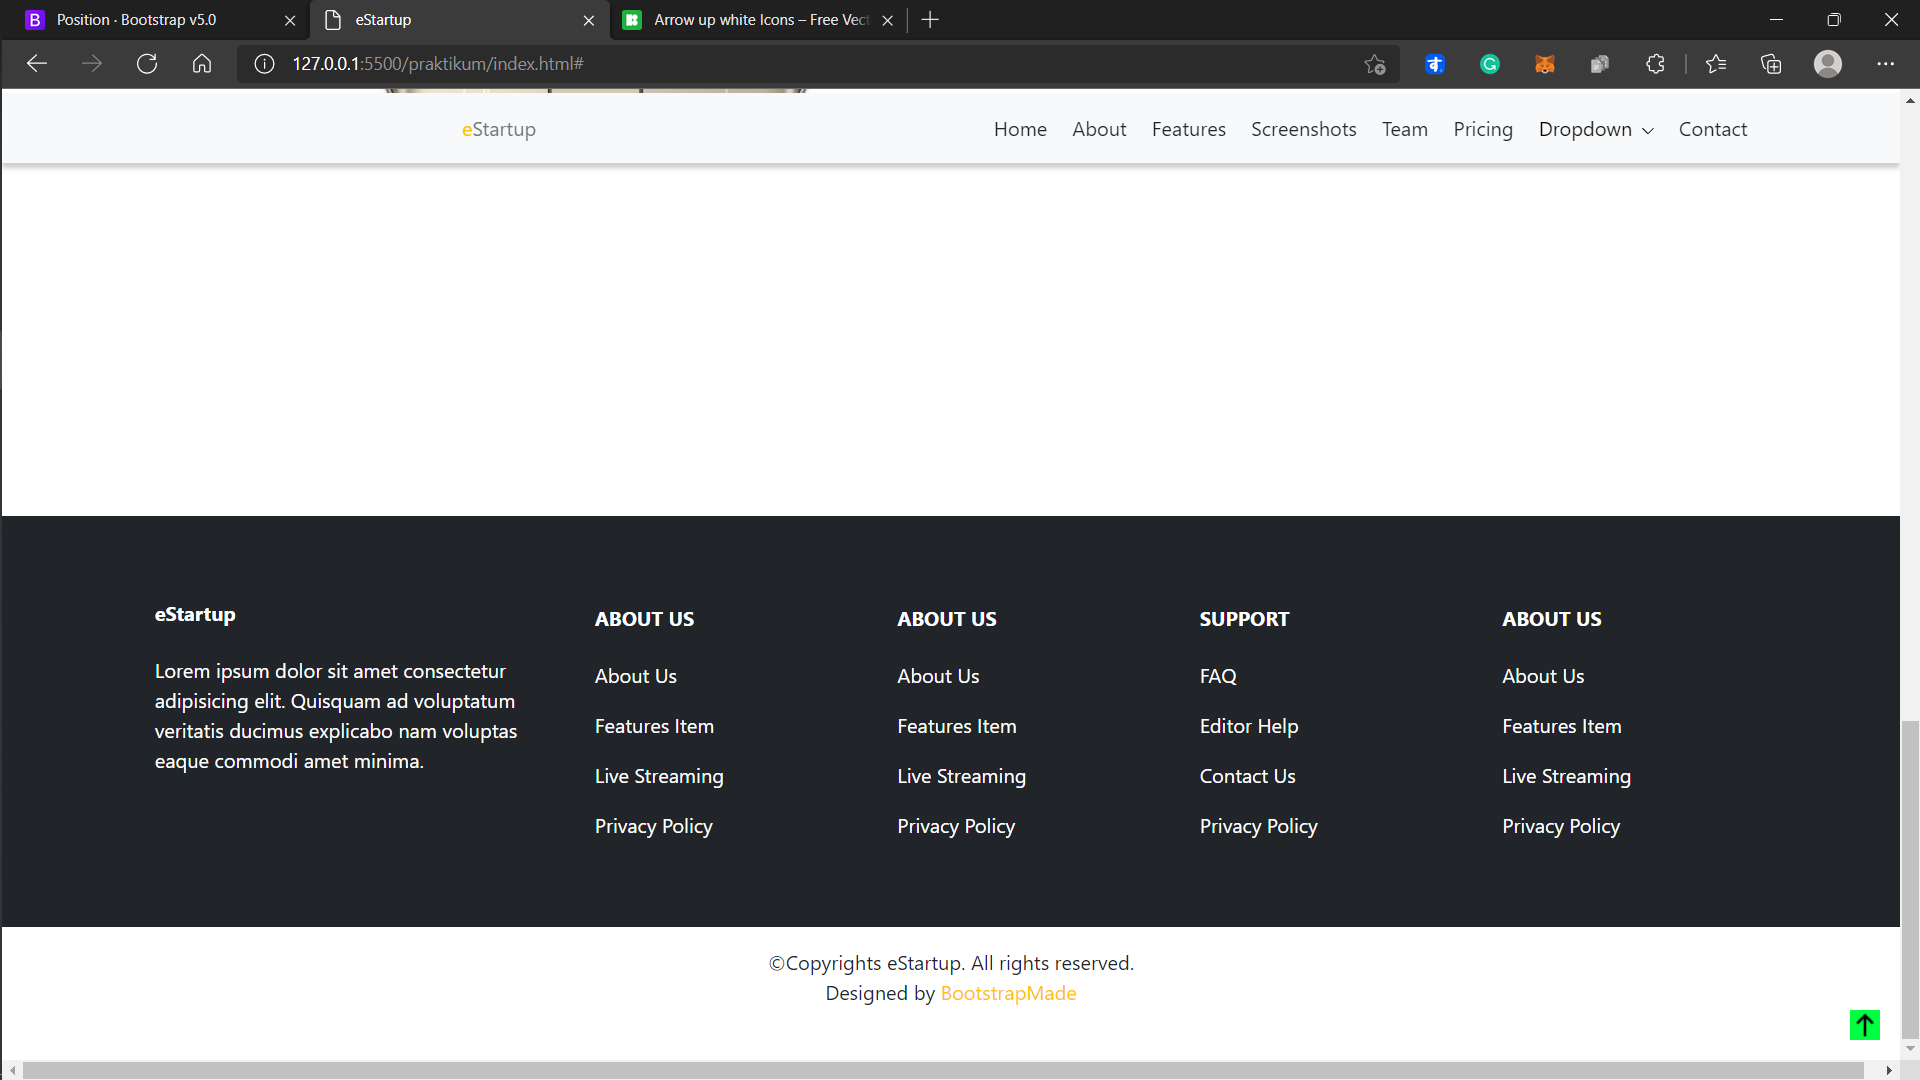 Position · Bootstrap v5.0
eStartup
Arrow up white Icons – Free Vect
127.0.0.1:5500/praktikum/index.html#
eStartup
Home
About
Features
Screenshots
Team
Pricing
Dropdown
Contact
eStartup
Lorem ipsum dolor sit amet consectetur
adipisicing elit. Quisquam ad voluptatum
veritatis ducimus explicabo nam voluptas
eaque commodi amet minima.
ABOUT US
About Us
Features Item
Live Streaming
Privacy Policy
ABOUT US
About Us
Features Item
Live Streaming
Privacy Policy
SUPPORT
FAQ
Editor Help
Contact Us
Privacy Policy
ABOUT US
About Us
Features Item
Live Streaming
Privacy Policy
©Copyrights eStartup. All rights reserved.
Designed by BootstrapMade